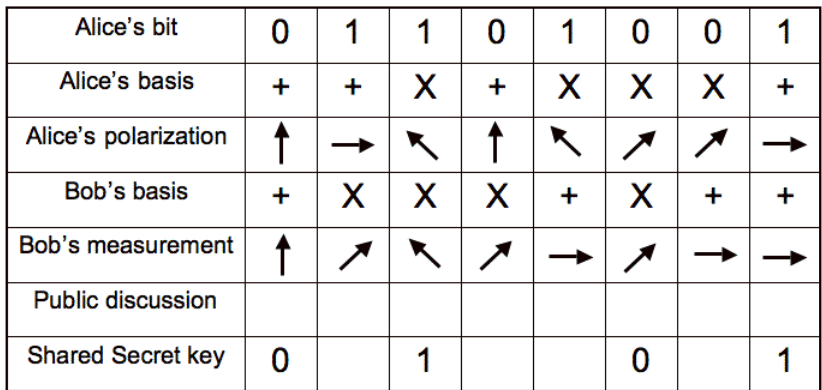 Alice's bit 0 1 1 0 1 0 0 1
Alice's basis + + X + X X X +
Alice's polarization ↑ → ↖ ↑ ↖ ↗ ↗ →
Bob's basis + X X X + X + +
Bob's measurement ↑ ↗ ↖ ↗ → ↗ → →
Public discussion
Shared Secret key 0 1 0 1